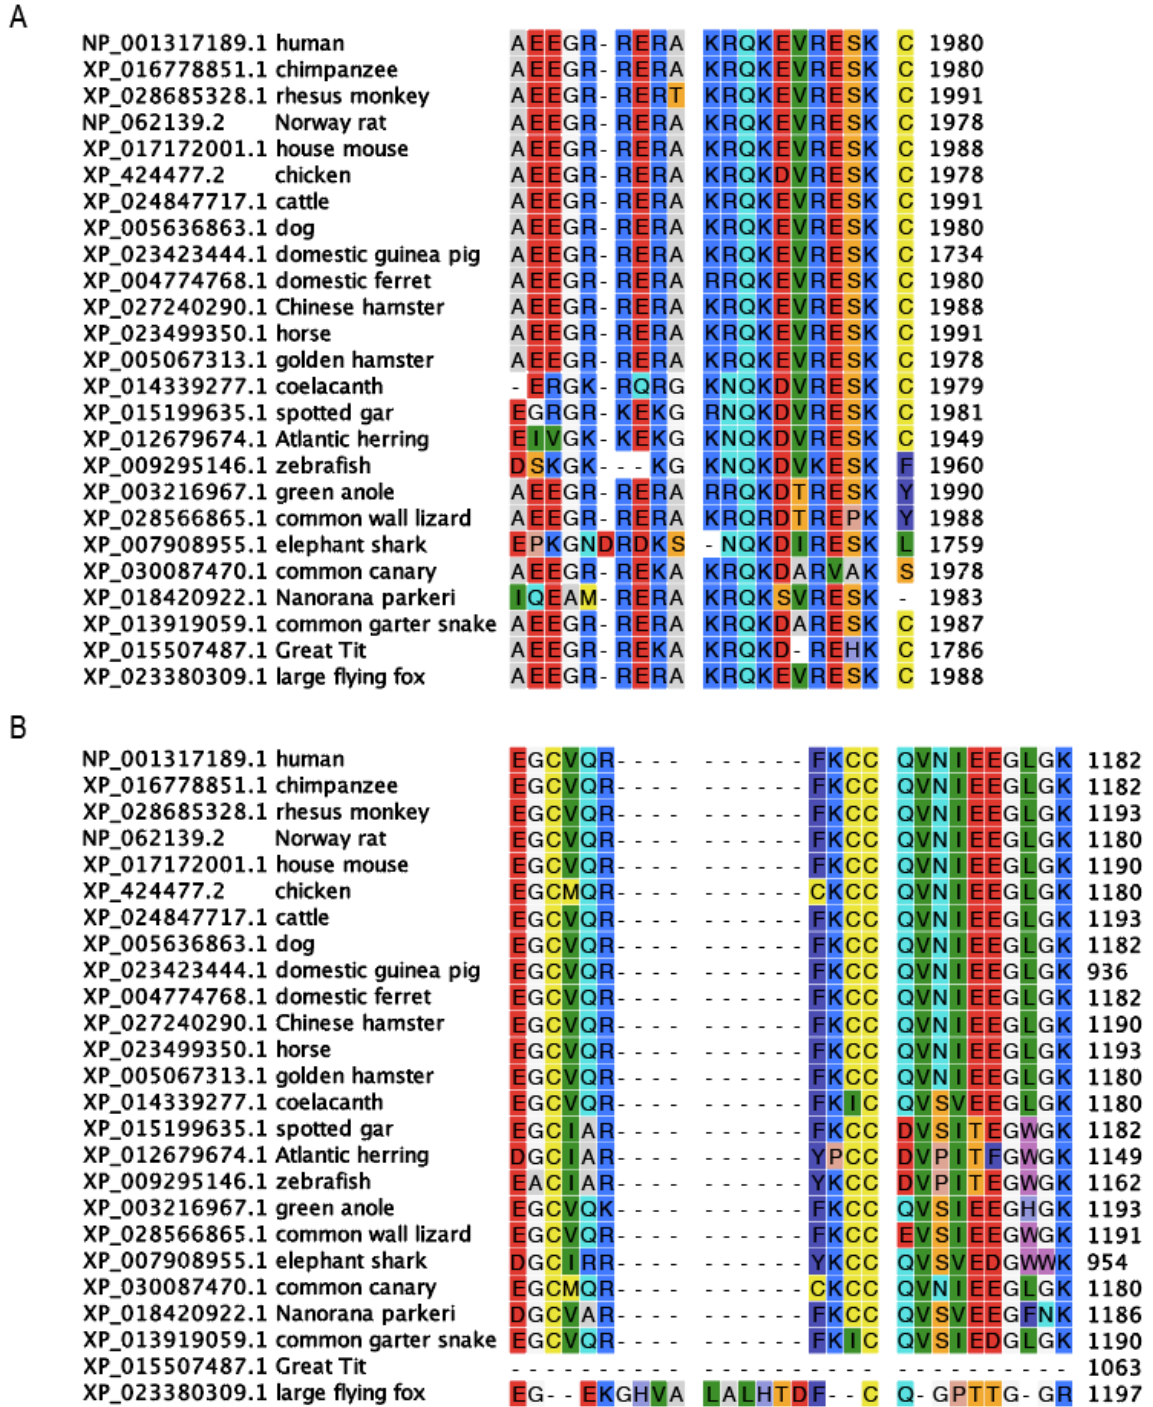 A
NP_001317189.1 human AEEGR-RERA KRQKEVRESK C 1980
XP_016778851.1 chimpanzee AEEGR-RERA KRQKEVRESK C 1980
XP_028685328.1 rhesus monkey AEEGR-RERT KRQKEVRESK C 1991
NP_062139.2 Norway rat AEEGR-RERA KRQKEVRESK C 1978
XP_017172001.1 house mouse AEEGR-RERA KRQKEVRESK C 1988
XP_424477.2 chicken AEEGR-RERA KRQKDVRESK C 1978
XP_024847717.1 cattle AEEGR-RERA KRQKEVRESK C 1991
XP_005636863.1 dog AEEGR-RERA KRQKEVRESK C 1980
XP_023423444.1 domestic guinea pig AEEGR-RERA KRQKEVRESK C 1734
XP_004774768.1 domestic ferret AEEGR-RERA RRQKEVRESK C 1980
XP_027240290.1 Chinese hamster AEEGR-RERA KRQKEVRESK C 1988
XP_023499350.1 horse AEEGR-RERA KRQKEVRESK C 1991
XP_005067313.1 golden hamster AEEGR-RERA KRQKEVRESK C 1978
XP_014339277.1 coelacanth -ERGK-RQRG KNQKDVRESK C 1979
XP_015199635.1 spotted gar EGRGR-KEKG RNQKDVRESK C 1981
XP_012679674.1 Atlantic herring EIVGK-KEKG KNQKDVRESK C 1949
XP_009295146.1 zebrafish DSKGK---KG KNQKDVKESK F 1960
XP_003216967.1 green anole AEEGR-RERA RRQKDTRESK Y 1990
XP_028566865.1 common wall lizard AEEGR-RERA KRQRDTREPK Y 1988
XP_007908955.1 elephant shark EPKGNDRDKS -NQKDIRESK L 1759
XP_030087470.1 common canary AEEGR-REKA KRQKDARVAK S 1978
XP_018420922.1 Nanorana parkeri IQEAM-RERA KRQKSVRESK - 1983
XP_013919059.1 common garter snake AEEGR-RERA KRQKDARESK C 1987
XP_015507487.1 Great Tit AEEGR-REKA KRQKD-REHK C 1786
XP_023380309.1 large flying fox AEEGR-RERA KRQKEVRESK C 1988
B
NP_001317189.1 human EGCVQR---- ------FKCC QVNIEEGLGK 1182
XP_016778851.1 chimpanzee EGCVQR---- ------FKCC QVNIEEGLGK 1182
XP_028685328.1 rhesus monkey EGCVQR---- ------FKCC QVNIEEGLGK 1193
NP_062139.2 Norway rat EGCVQR---- ------FKCC QVNIEEGLGK 1180
XP_017172001.1 house mouse EGCVQR---- ------FKCC QVNIEEGLGK 1190
XP_424477.2 chicken EGCMQR---- ------CKCC QVNIEEGLGK 1180
XP_024847717.1 cattle EGCVQR---- ------FKCC QVNIEEGLGK 1193
XP_005636863.1 dog EGCVQR---- ------FKCC QVNIEEGLGK 1182
XP_023423444.1 domestic guinea pig EGCVQR---- ------FKCC QVNIEEGLGK 936
XP_004774768.1 domestic ferret EGCVQR---- ------FKCC QVNIEEGLGK 1182
XP_027240290.1 Chinese hamster EGCVQR---- ------FKCC QVNIEEGLGK 1190
XP_023499350.1 horse EGCVQR---- ------FKCC QVNIEEGLGK 1193
XP_005067313.1 golden hamster EGCVQR---- ------FKCC QVNIEEGLGK 1180
XP_014339277.1 coelacanth EGCVQR---- ------FKIC QVSVEEGLGK 1180
XP_015199635.1 spotted gar EGCIAR---- ------FKCC DVSITEGWGK 1182
XP_012679674.1 Atlantic herring DGCIAR---- ------YPCC DVPITFGWGK 1149
XP_009295146.1 zebrafish EACIAR---- ------YKCC DVPITEGWGK 1162
XP_003216967.1 green anole EGCVQK---- ------FKCC QVSIEEGHGK 1193
XP_028566865.1 common wall lizard EGCVQR---- ------FKCC EVSIEEGWGK 1191
XP_007908955.1 elephant shark DGCIRR---- ------YKCC QVSVEDGWWK 954
XP_030087470.1 common canary EGCMQR---- ------CKCC QVNIEEGLGK 1180
XP_018420922.1 Nanorana parkeri DGCVAR---- ------FKCC QVSVEEGFNK 1186
XP_013919059.1 common garter snake EGCVQR---- ------FKIC QVSIEDGLGK 1190
XP_015507487.1 Great Tit ---------- ---------- ---------- 1063
XP_023380309.1 large flying fox EG--EKGHVA LALHTDF--C Q-GPTTG-GR 1197